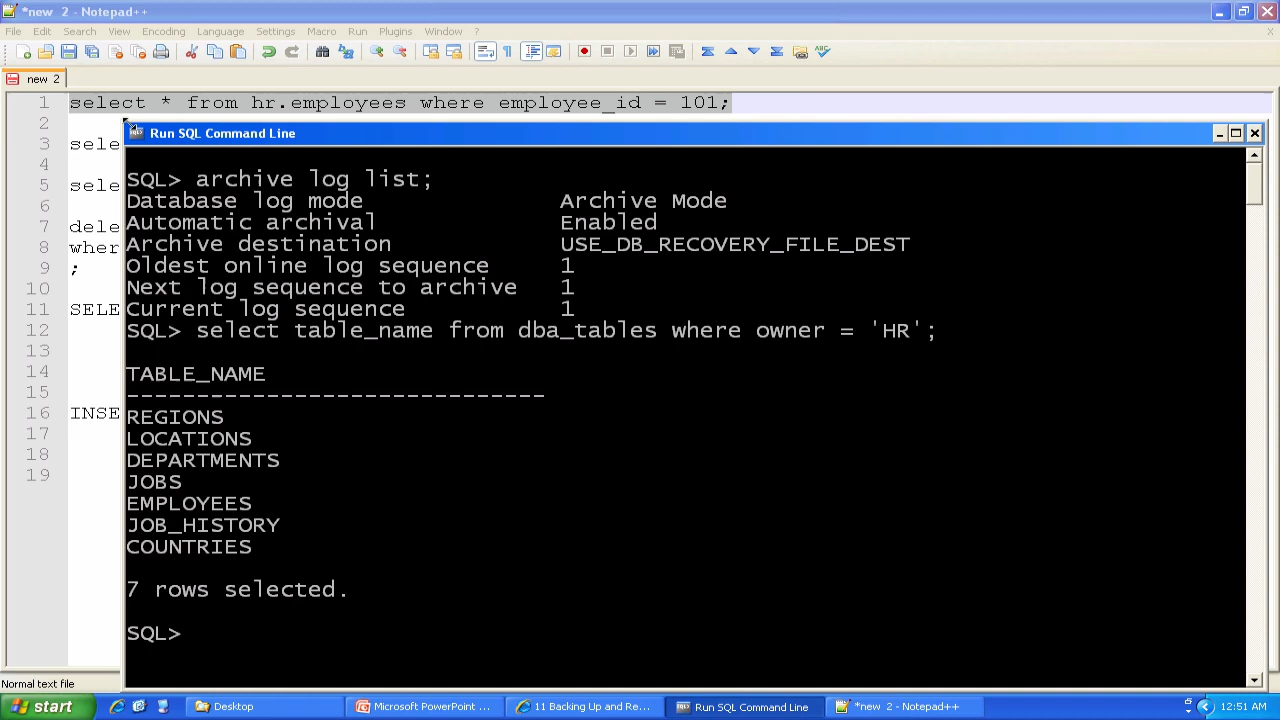 *new  2 - Notepad++
File Edit Search View Encoding Language Settings Macro Run Plugins Window ?
new 2
1 select * from hr.employees where employee_id = 101;
2
3 sele
4
5 sele
6
7 dele
8 wher
9 ;
10
11 SELE
12
13
14
15
16 INSE
17
18
19
Run SQL Command Line
SQL> archive log list;
Database log mode Archive Mode
Automatic archival Enabled
Archive destination USE_DB_RECOVERY_FILE_DEST
Oldest online log sequence 1
Next log sequence to archive 1
Current log sequence 1
SQL> select table_name from dba_tables where owner = 'HR';
TABLE_NAME
------------------------------
REGIONS
LOCATIONS
DEPARTMENTS
JOBS
EMPLOYEES
JOB_HISTORY
COUNTRIES
7 rows selected.
SQL>
Normal text file
start Desktop Microsoft PowerPoint ... 11 Backing Up and Re... Run SQL Command Line *new  2 - Notepad++ 12:51 AM